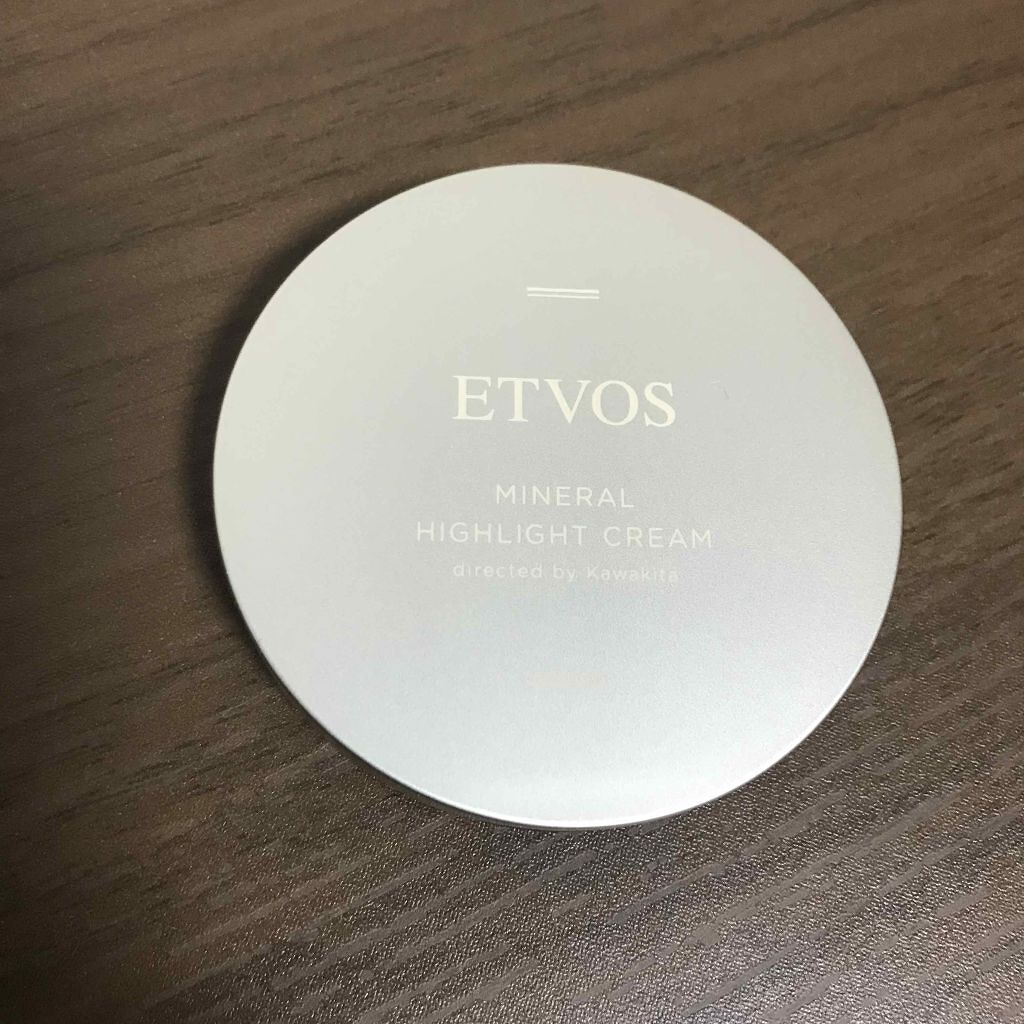 ETVOS
MINERAL
HIGHLIGHT CREAM
directed by Kawakita